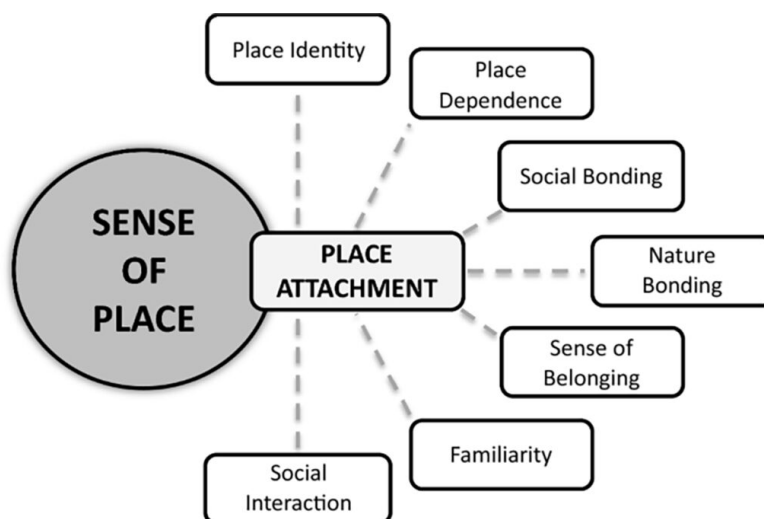 Place Identity
Place
Dependence
Social Bonding
SENSE
OF
PLACE
PLACE
ATTACHMENT
Nature
Bonding
Sense of
Belonging
Familiarity
Social
Interaction